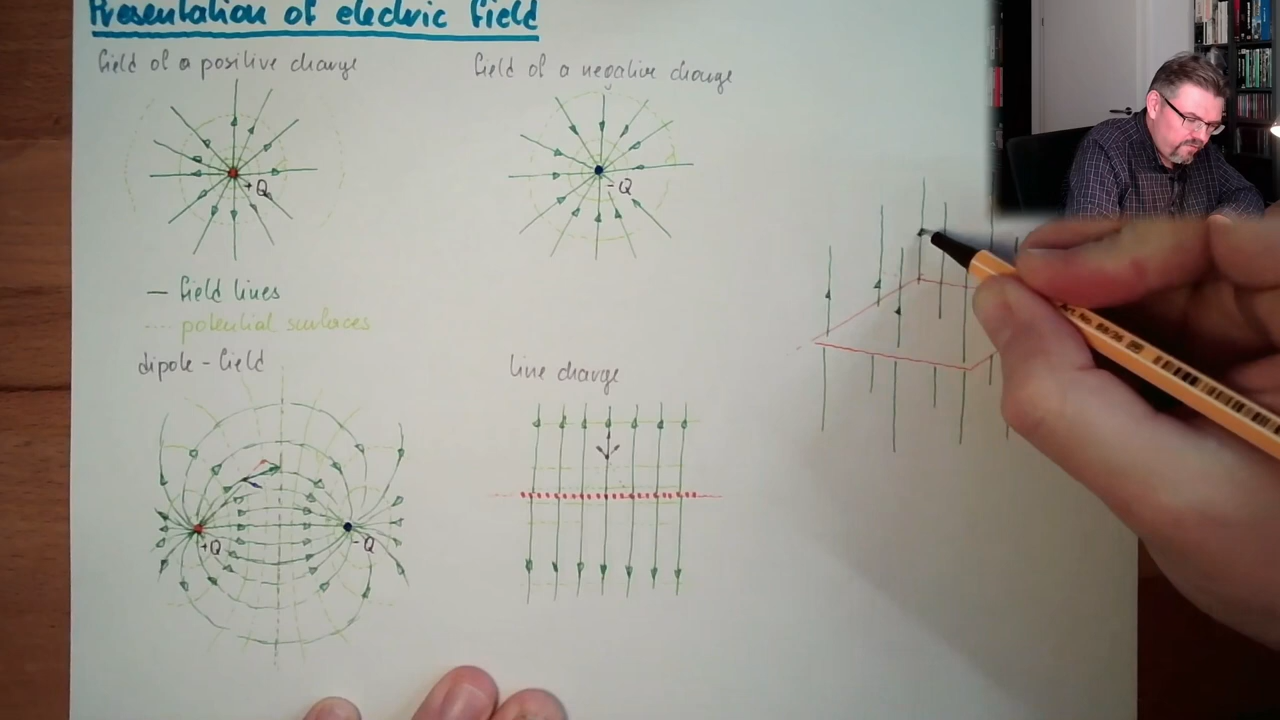 Presentation of electric field
field of a positive charge
field of a negative charge
+Q
-Q
field lines
potential surfaces
dipole-field
line charge
+Q
-Q